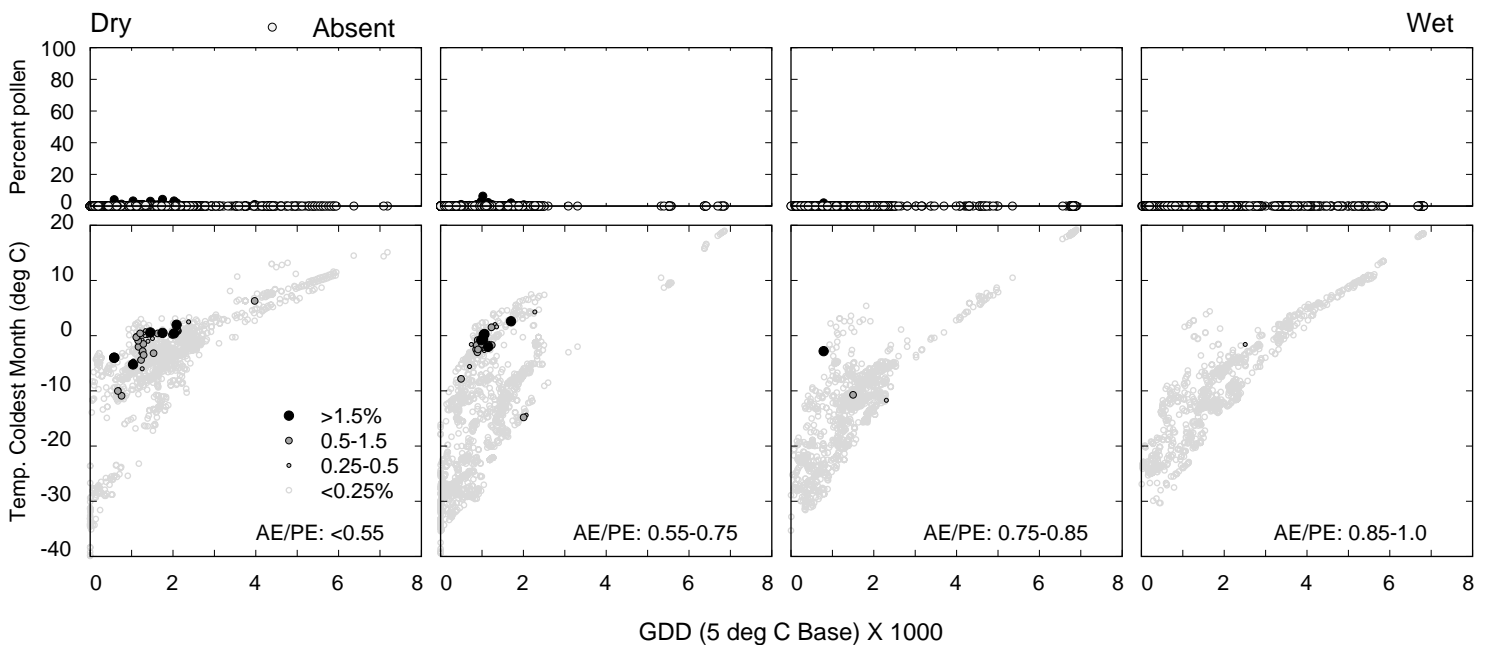 Dry Absent Wet
Percent pollen
100
80
60
40
20
0
Temp. Coldest Month (deg C)
20
10
0
-10
-20
-30
-40
>1.5%
0.5-1.5
0.25-0.5
<0.25%
AE/PE: <0.55 AE/PE: 0.55-0.75 AE/PE: 0.75-0.85 AE/PE: 0.85-1.0
0 2 4 6 8 0 2 4 6 8 0 2 4 6 8 0 2 4 6 8
GDD (5 deg C Base) X 1000